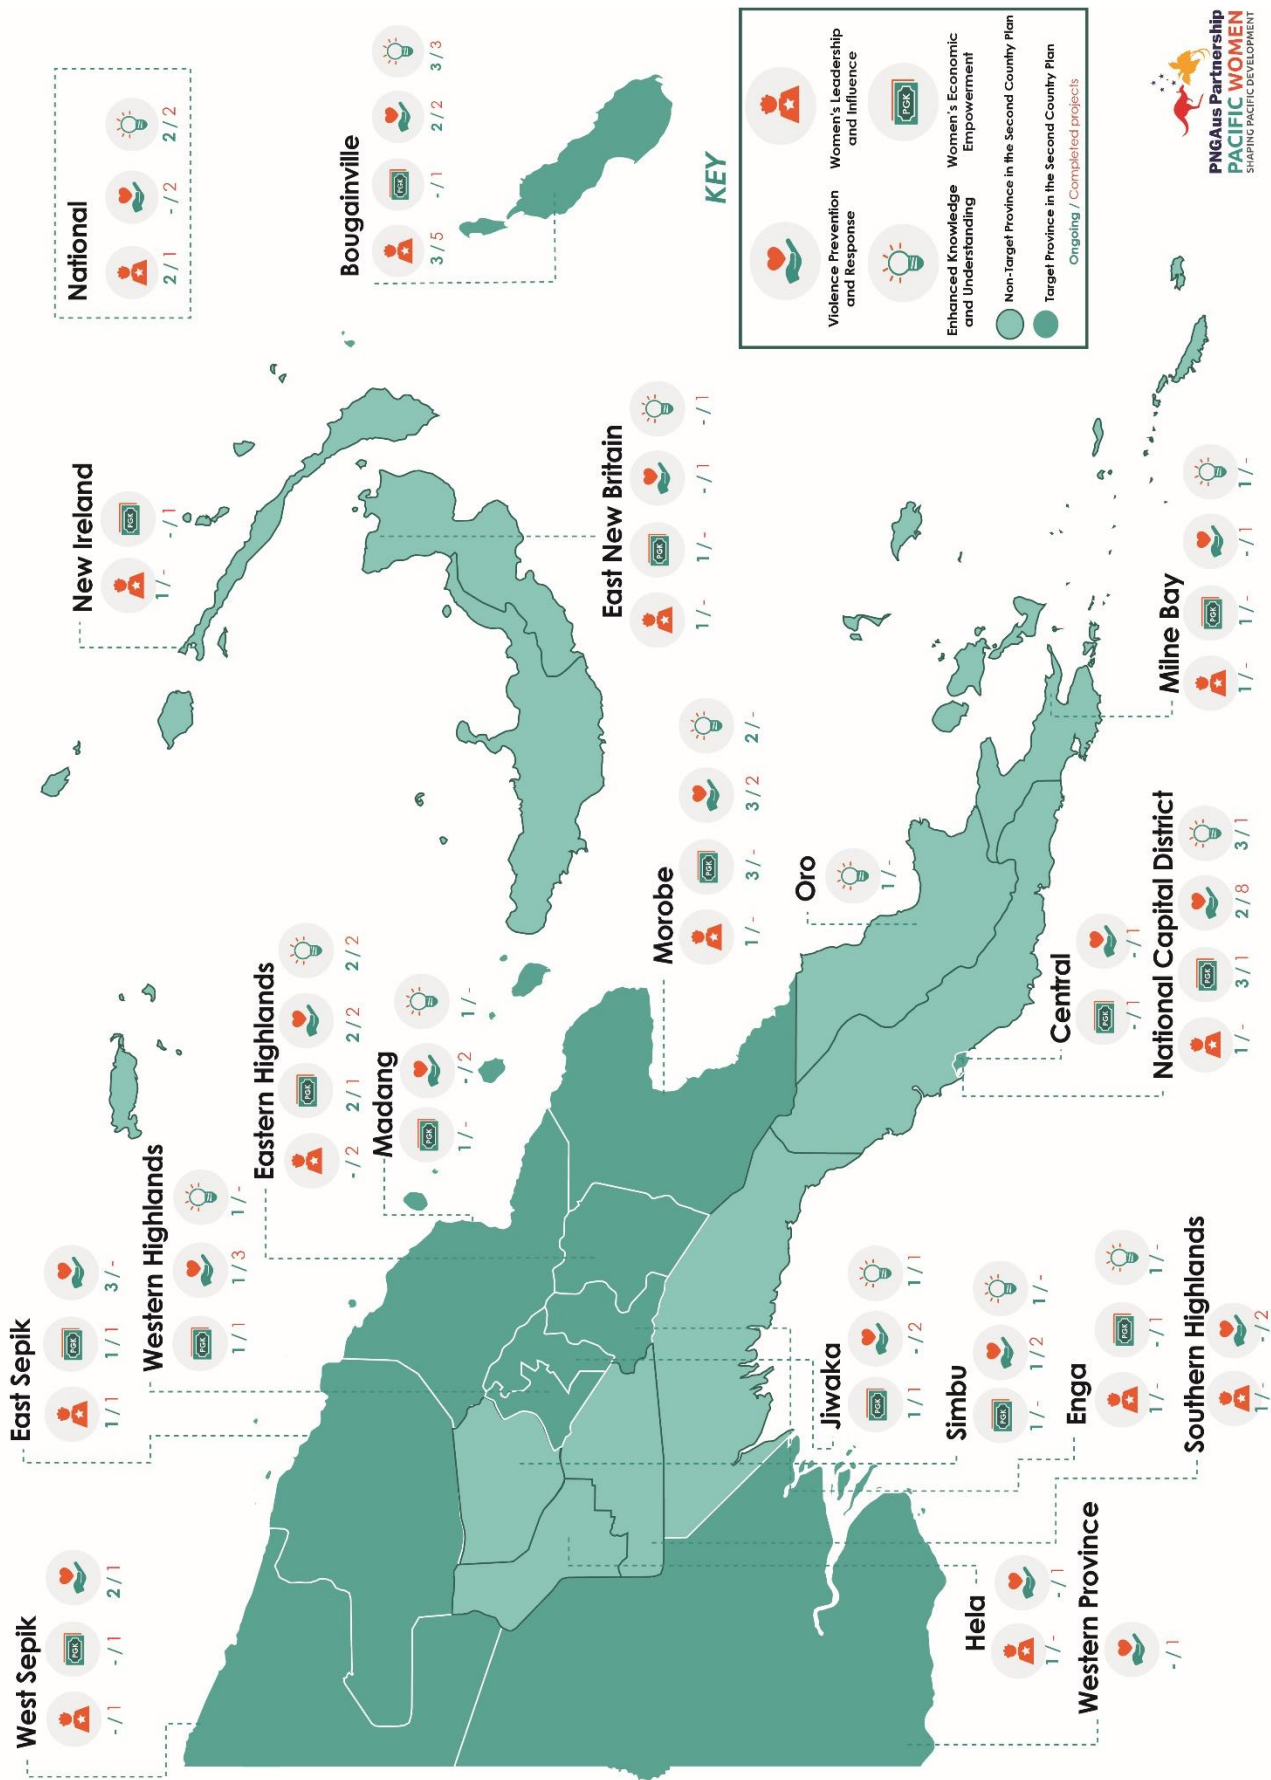 West Sepik
- / 1
- / 1
2 / 1
East Sepik
1 / 1
1 / 1
3 / -
Western Highlands
1 / 1
1 / 3
1 / -
Eastern Highlands
- / 2
2 / 1
2 / 2
2 / 2
Madang
1 / -
- / 2
1 / -
New Ireland
1 / -
- / 1
National
2 / 1
- / 2
2 / 2
Bougainville
3 / 5
- / 1
2 / 2
3 / 3
East New Britain
1 / -
1 / -
- / 1
- / 1
Morobe
1 / -
3 / -
3 / 2
2 / -
Oro
1 / -
Jiwaka
1 / 1
- / 2
1 / 1
Simbu
1 / -
1 / 2
1 / -
Enga
1 / -
- / 1
1 / -
Southern Highlands
1 / -
- / 2
Hela
1 / -
- / 1
Western Province
- / 1
Central
- / 1
- / 1
National Capital District
1 / -
3 / 1
2 / 8
3 / 1
Milne Bay
1 / -
1 / -
- / 1
1 / -
KEY
Violence Prevention
and Response
Women's Leadership
and Influence
Enhanced Knowledge
and Understanding
PGK
Women's Economic
Empowerment
Non-Target Province in the Second Country Plan
Target Province in the Second Country Plan
Ongoing / Completed projects
PNGAus Partnership
PACIFIC WOMEN
SHAPING PACIFIC DEVELOPMENT